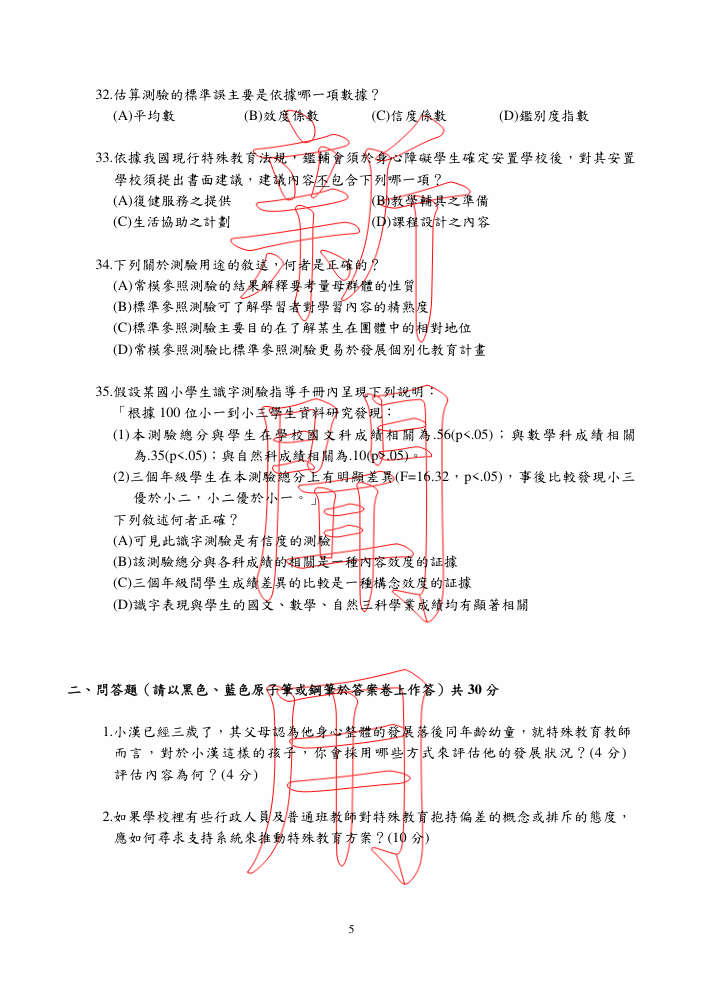 32.估算測驗的標準誤主要是依據哪一項數據？
(A)平均數 (B)效度係數 (C)信度係數 (D)鑑別度指數
33.依據我國現行特殊教育法規，鑑輔會須於身心障礙學生確定安置學校後，對其安置
學校須提出書面建議，建議內容不包含下列哪一項？
(A)復健服務之提供 (B)教學輔具之準備
(C)生活協助之計劃 (D)課程設計之內容
34.下列關於測驗用途的敘述，何者是正確的？
(A)常模參照測驗的結果解釋要考量母群體的性質
(B)標準參照測驗可了解學習者對學習內容的精熟度
(C)標準參照測驗主要目的在了解某生在團體中的相對地位
(D)常模參照測驗比標準參照測驗更易於發展個別化教育計畫
35.假設某國小學生識字測驗指導手冊內呈現下列說明：
「根據 100 位小一到小三學生資料研究發現：
(1)本測驗總分與學生在學校國文科成績相關為.56(p<.05)；與數學科成績相關
為.35(p<.05)；與自然科成績相關為.10(p>.05)。
(2)三個年級學生在本測驗總分上有明顯差異(F=16.32，p<.05)，事後比較發現小三
優於小二，小二優於小一。」
下列敘述何者正確？
(A)可見此識字測驗是有信度的測驗
(B)該測驗總分與各科成績的相關是一種內容效度的證據
(C)三個年級間學生成績差異的比較是一種構念效度的證據
(D)識字表現與學生的國文、數學、自然三科學業成績均有顯著相關
二、問答題（請以黑色、藍色原子筆或鋼筆於答案卷上作答）共 30 分
1.小漢已經三歲了，其父母認為他身心整體的發展落後同年齡幼童，就特殊教育教師
而言，對於小漢這樣的孩子，你會採用哪些方式來評估他的發展狀況？(4 分)
評估內容為何？(4 分)
2.如果學校裡有些行政人員及普通班教師對特殊教育抱持偏差的概念或排斥的態度，
應如何尋求支持系統來推動特殊教育方案？(10 分)
5